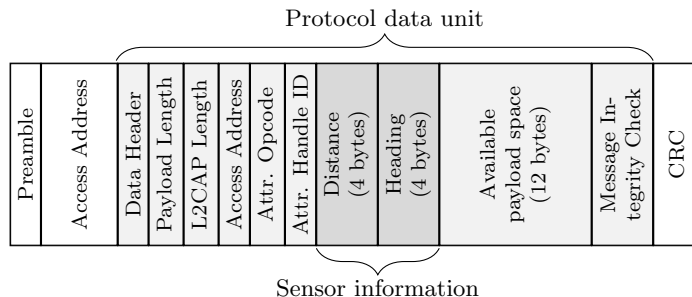 Protocol data unit
Preamble
Access Address
Data Header
Payload Length
L2CAP Length
Access Address
Attr. Opcode
Attr. Handle ID
Distance
(4 bytes)
Heading
(4 bytes)
Available
payload space
(12 bytes)
Message In-
tegrity Check
CRC
Sensor information